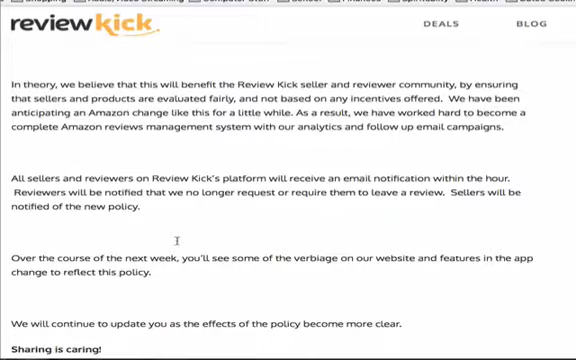 reviewkick
DEALS
BLOG
In theory, we believe that this will benefit the Review Kick seller and reviewer community, by ensuring
that sellers and products are evaluated fairly, and not based on any incentives offered. We have been
anticipating an Amazon change like this for a little while. As a result, we have worked hard to become a
complete Amazon reviews management system with our analytics and follow up email campaigns.
All sellers and reviewers on Review Kick's platform will receive an email notification within the hour.
Reviewers will be notified that we no longer request or require them to leave a review. Sellers will be
notified of the new policy.
Over the course of the next week, you'll see some of the verbiage on our website and features in the app
change to reflect this policy.
We will continue to update you as the effects of the policy become more clear.
Sharing is caring!